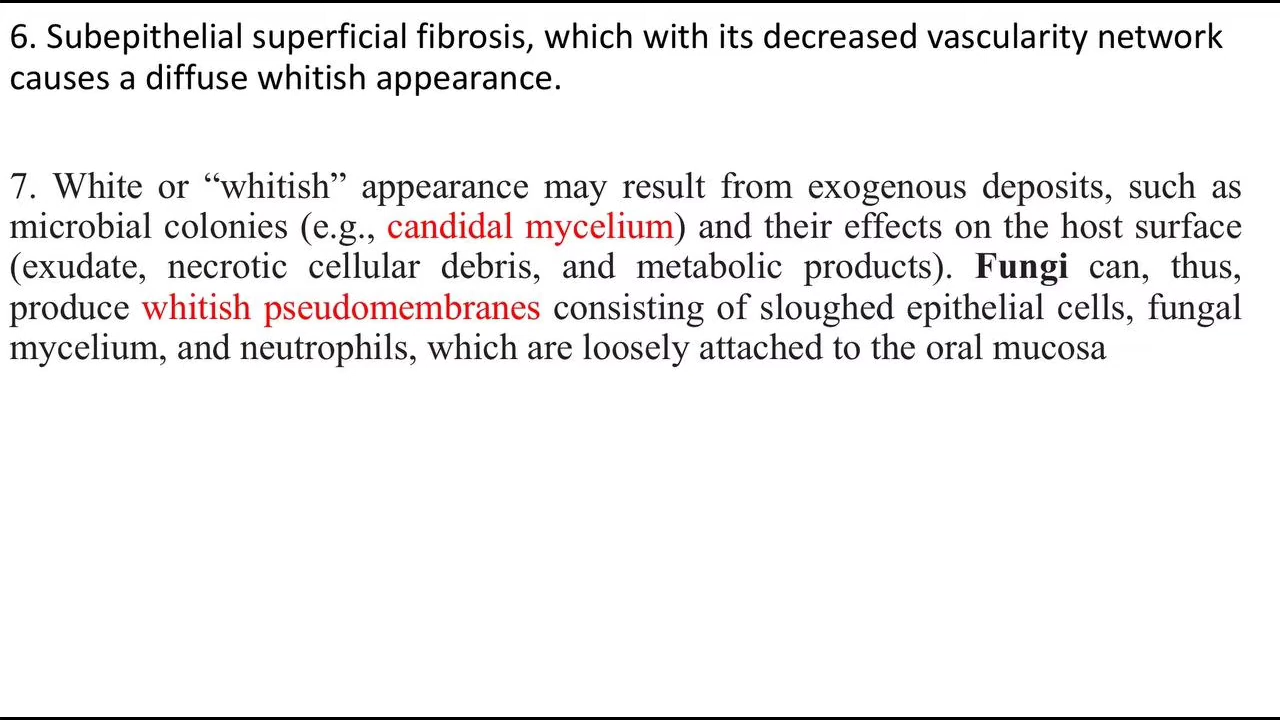 6. Subepithelial superficial fibrosis, which with its decreased vascularity network
causes a diffuse whitish appearance.
7. White or “whitish” appearance may result from exogenous deposits, such as
microbial colonies (e.g., candidal mycelium) and their effects on the host surface
(exudate, necrotic cellular debris, and metabolic products). Fungi can, thus,
produce whitish pseudomembranes consisting of sloughed epithelial cells, fungal
mycelium, and neutrophils, which are loosely attached to the oral mucosa